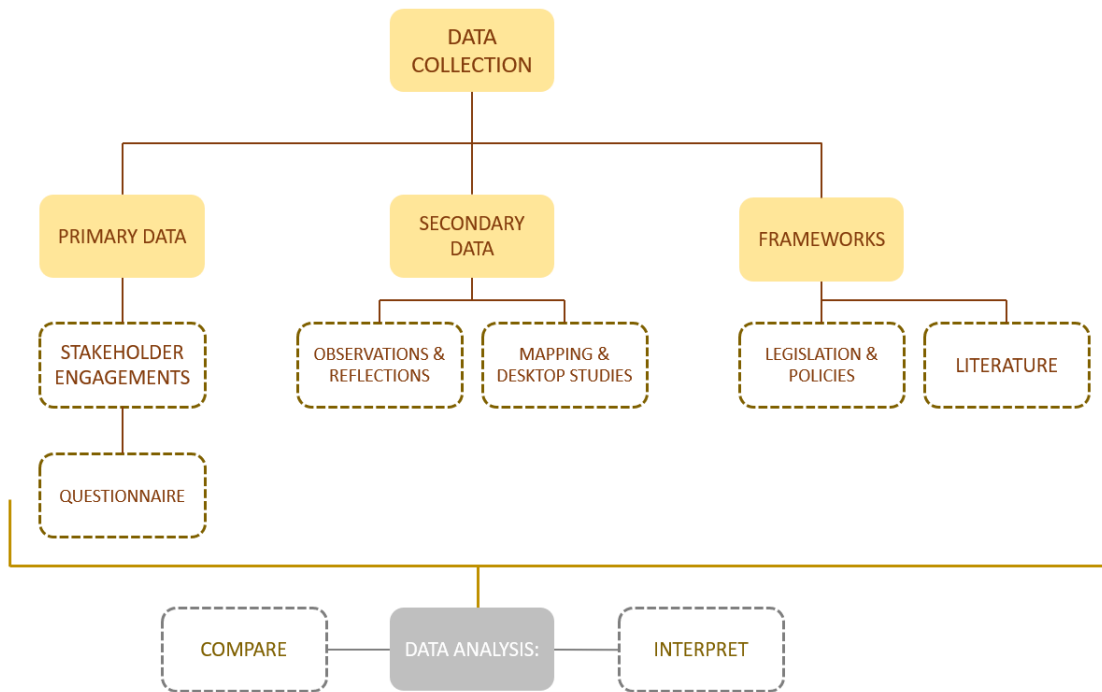 DATA
COLLECTION
PRIMARY DATA
SECONDARY
DATA
FRAMEWORKS
STAKEHOLDER
ENGAGEMENTS
OBSERVATIONS &
REFLECTIONS
MAPPING &
DESKTOP STUDIES
LEGISLATION &
POLICIES
LITERATURE
QUESTIONNAIRE
COMPARE
DATA ANALYSIS:
INTERPRET